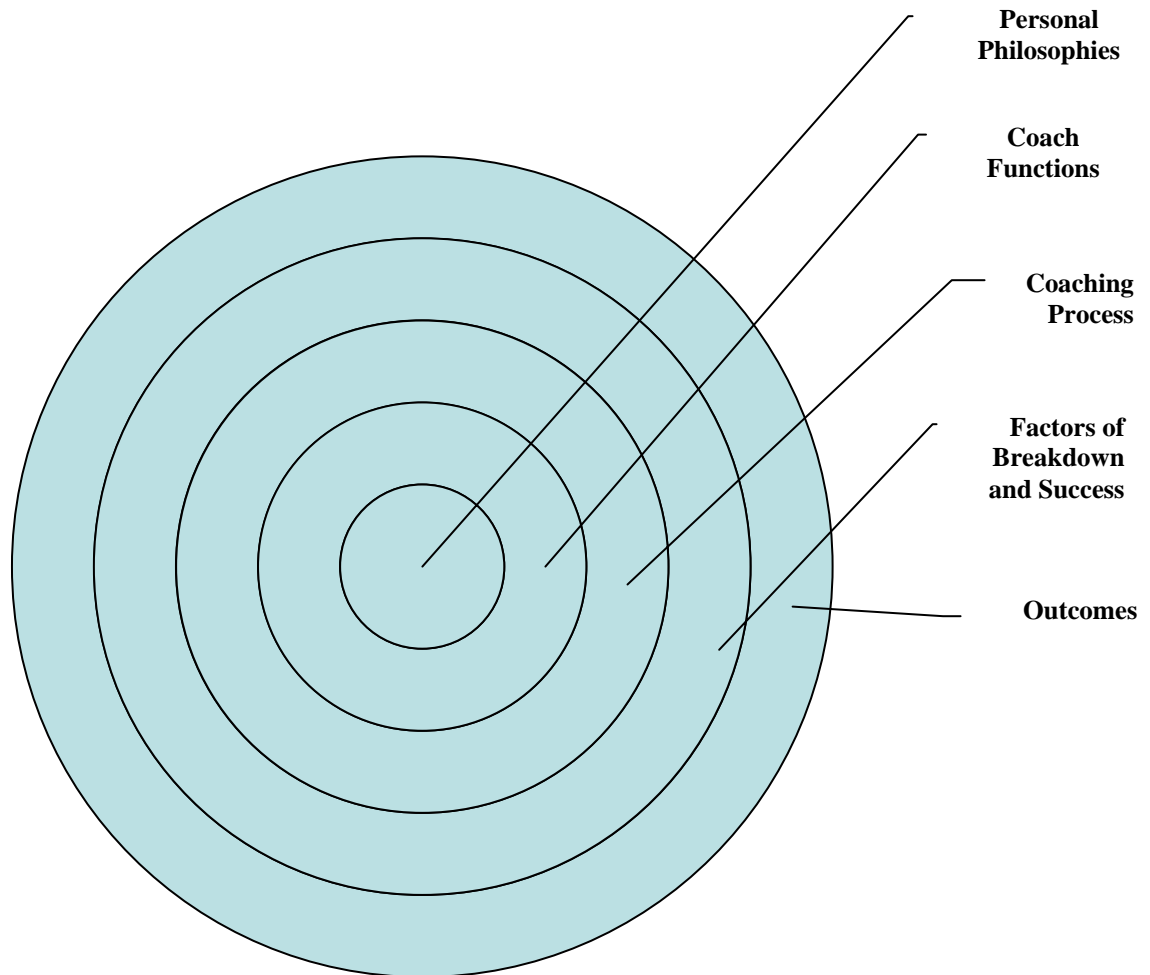 Personal
Philosophies
Coach
Functions
Coaching
Process
Factors of
Breakdown
and Success
Outcomes